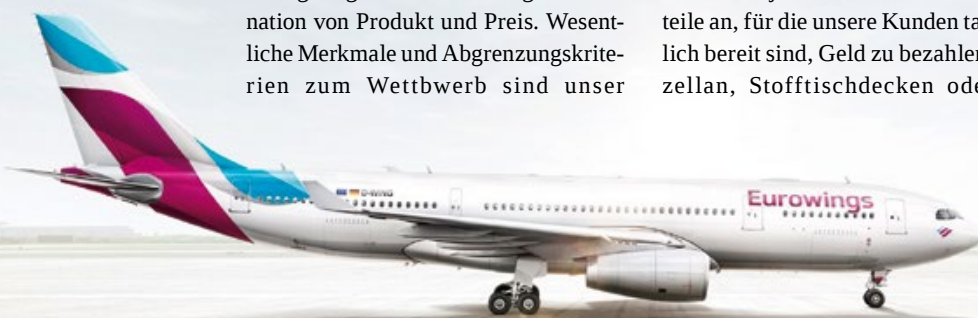 nation von Produkt und Preis. Wesent-
liche Merkmale und Abgrenzungskrite-
rien zum Wettbwerb sind unser
teile an, für die unsere Kunden ta
lich bereit sind, Geld zu bezahlen
zellan, Stofftischdecken ode
Eurowings